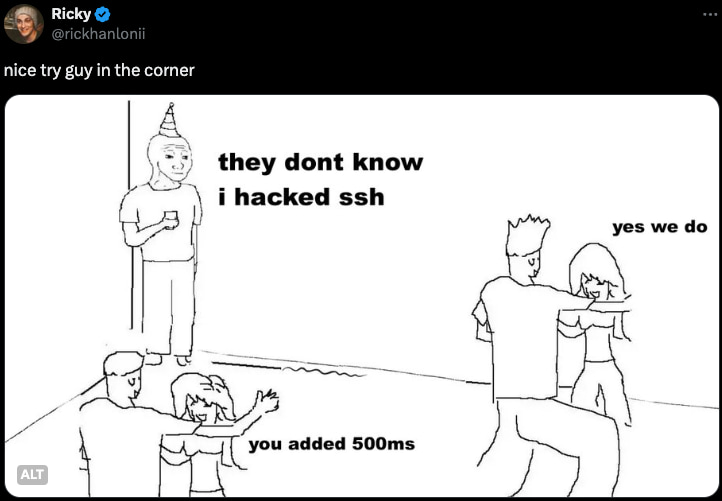 Ricky
@rickhanlonii
nice try guy in the corner
they dont know
i hacked ssh
yes we do
you added 500ms
ALT